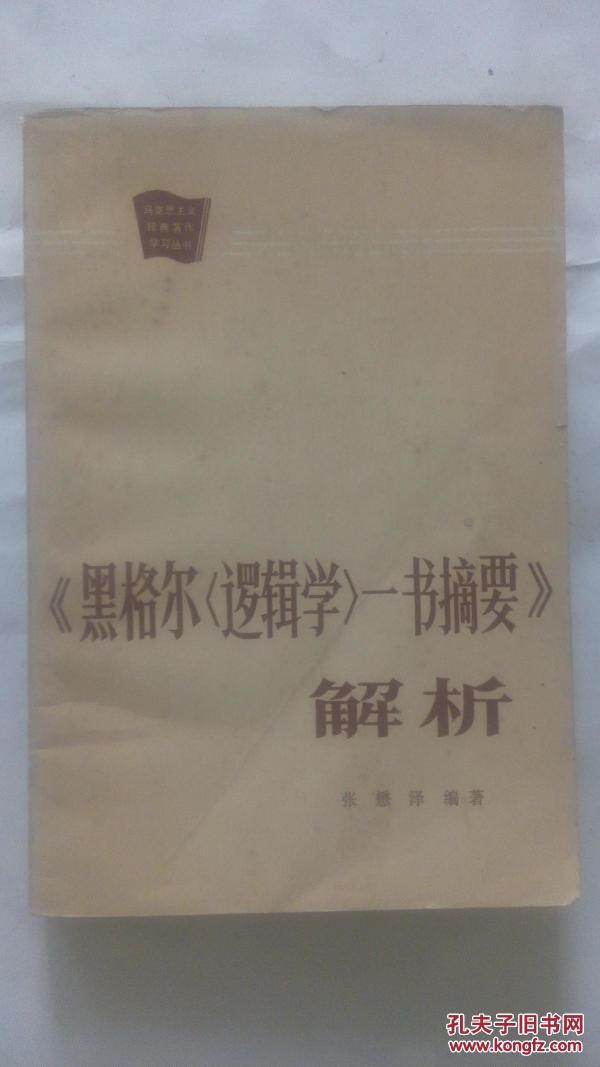 马克思主义
经典著作
学习丛书
《黑格尔〈逻辑学〉一书摘要》
解析
张懋泽编著
孔夫子旧书网
www.kongfz.com